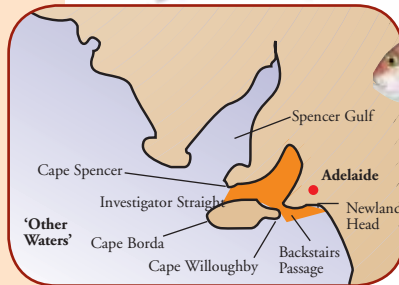 Spencer Gulf
Cape Spencer
Adelaide
Investigator Straight
Newland
Head
'Other
Waters'
Cape Borda
Backstairs
Passage
Cape Willoughby